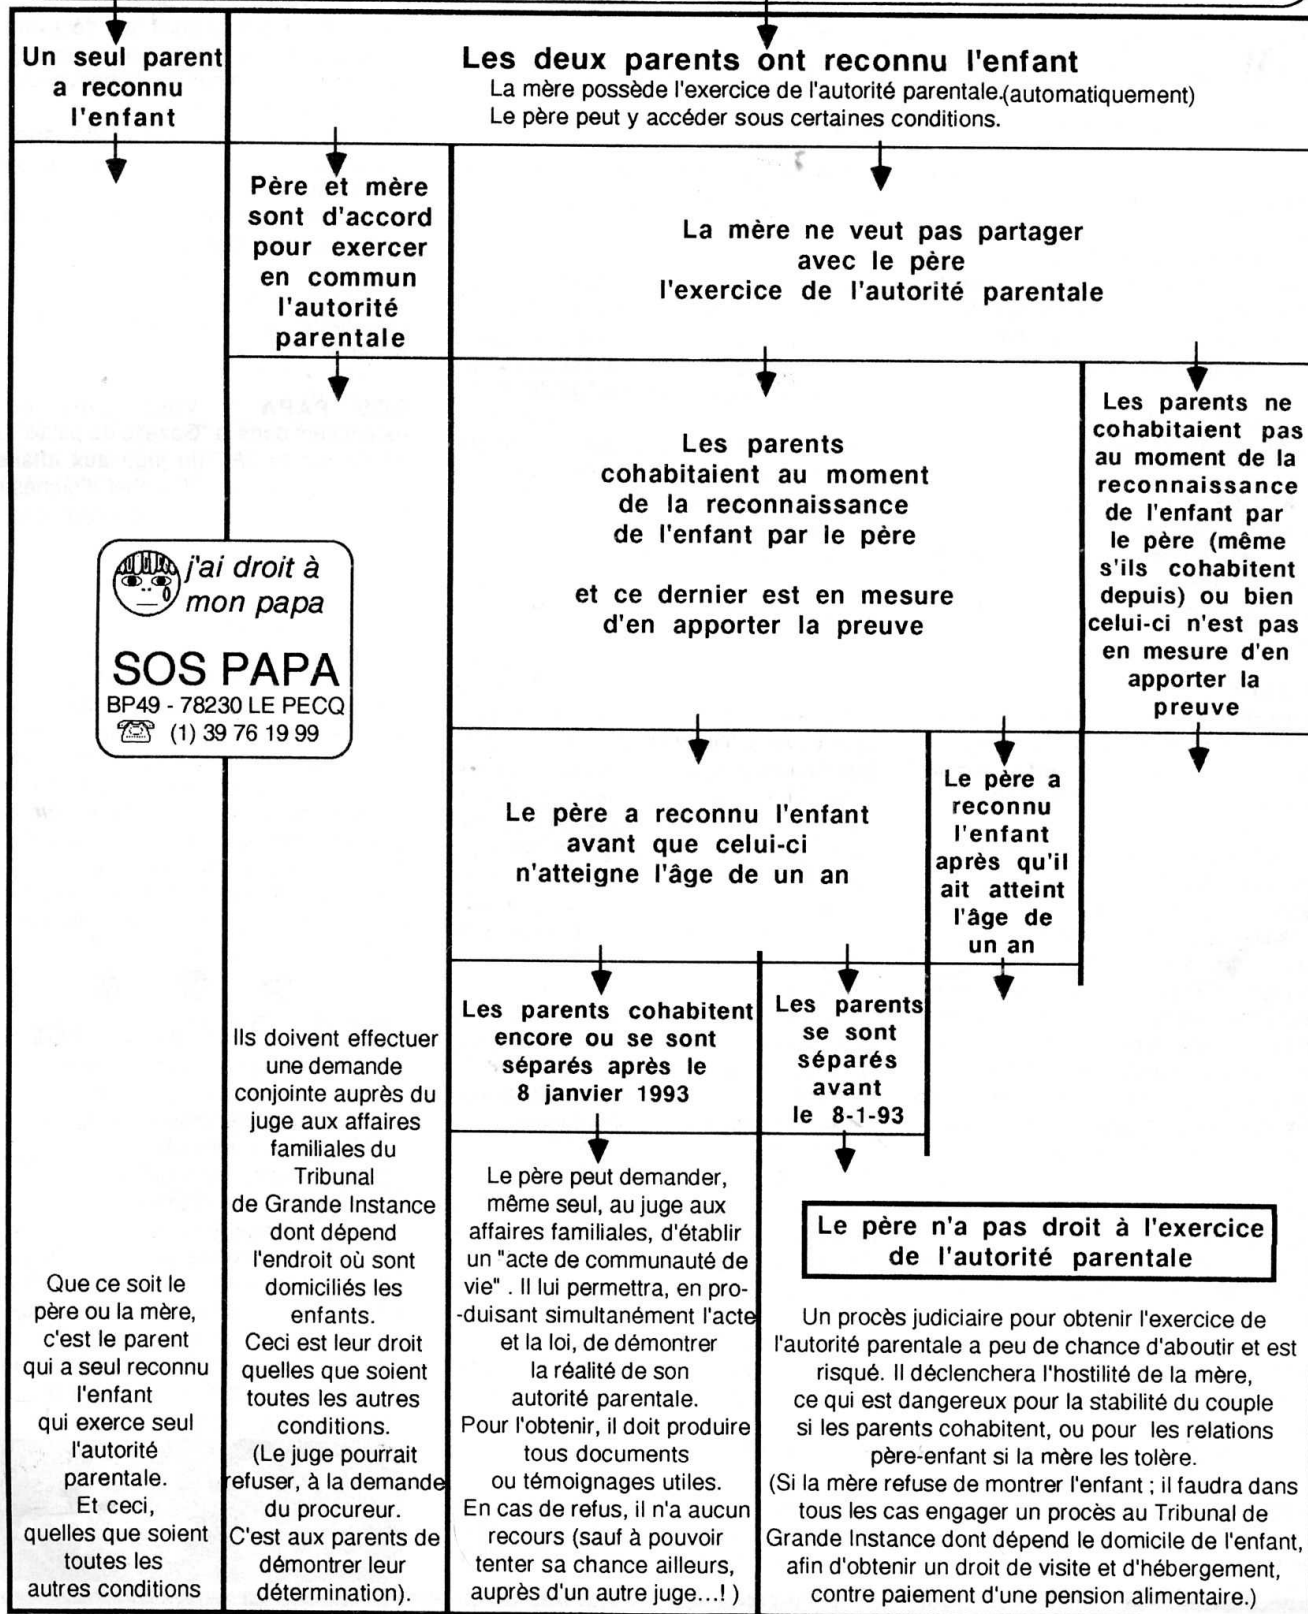 Un seul parent
a reconnu
l'enfant
Les deux parents ont reconnu l'enfant
La mère possède l'exercice de l'autorité parentale.(automatiquement)
Le père peut y accéder sous certaines conditions.
Père et mère
sont d'accord
pour exercer
en commun
l'autorité
parentale
La mère ne veut pas partager
avec le père
l'exercice de l'autorité parentale
Les parents
cohabitaient au moment
de la reconnaissance
de l'enfant par le père
et ce dernier est en mesure
d'en apporter la preuve
Les parents ne
cohabitaient pas
au moment de la
reconnaissance
de l'enfant par
le père (même
s'ils cohabitent
depuis) ou bien
celui-ci n'est pas
en mesure d'en
apporter la
preuve
j'ai droit à
mon papa
SOS PAPA
BP49 - 78230 LE PECQ
☏ (1) 39 76 19 99
Le père a reconnu l'enfant
avant que celui-ci
n'atteigne l'âge de un an
Le père a
reconnu
l'enfant
après qu'il
ait atteint
l'âge de
un an
Les parents cohabitent
encore ou se sont
séparés après le
8 janvier 1993
Les parents
se sont
séparés
avant
le 8-1-93
Que ce soit le
père ou la mère,
c'est le parent
qui a seul reconnu
l'enfant
qui exerce seul
l'autorité
parentale.
Et ceci,
quelles que soient
toutes les
autres conditions
Ils doivent effectuer
une demande
conjointe auprès du
juge aux affaires
familiales du
Tribunal
de Grande Instance
dont dépend
l'endroit où sont
domiciliés les
enfants.
Ceci est leur droit
quelles que soient
toutes les autres
conditions.
(Le juge pourrait
refuser, à la demande
du procureur.
C'est aux parents de
démontrer leur
détermination).
Le père peut demander,
même seul, au juge aux
affaires familiales, d'établir
un "acte de communauté de
vie" . Il lui permettra, en pro-
-duisant simultanément l'acte
et la loi, de démontrer
la réalité de son
autorité parentale.
Pour l'obtenir, il doit produire
tous documents
ou témoignages utiles.
En cas de refus, il n'a aucun
recours (sauf à pouvoir
tenter sa chance ailleurs,
auprès d'un autre juge...! )
Le père n'a pas droit à l'exercice
de l'autorité parentale
Un procès judiciaire pour obtenir l'exercice de
l'autorité parentale a peu de chance d'aboutir et est
risqué. Il déclenchera l'hostilité de la mère,
ce qui est dangereux pour la stabilité du couple
si les parents cohabitent, ou pour les relations
père-enfant si la mère les tolère.
(Si la mère refuse de montrer l'enfant ; il faudra dans
tous les cas engager un procès au Tribunal de
Grande Instance dont dépend le domicile de l'enfant,
afin d'obtenir un droit de visite et d'hébergement,
contre paiement d'une pension alimentaire.)